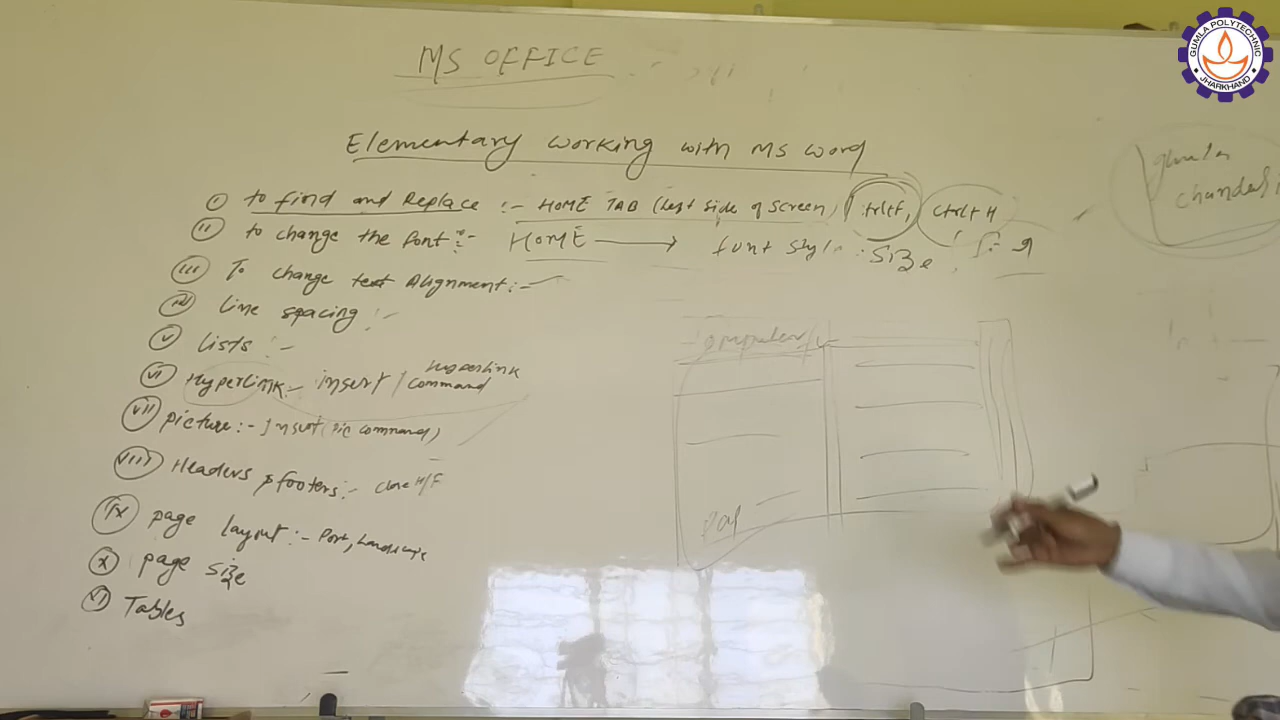 MS OFFICE
Elementary working with MS Word
(i) to find and Replace :- HOME TAB (Left side of screen) ctrl+F, ctrl+H
(ii) to change the font :- HOME → font style size
(iii) To change text Alignment :-
(iv) line spacing :-
(v) Lists :-
(vi) Hyperlink :- insert / Hyperlink command
(vii) picture :- Insert (pic command)
(viii) Headers footers :- Close H/F
(ix) page layout :- Port, Landscape
(x) page size
(vi) Tables
GUMLA POLYTECHNIC
JHARKHAND